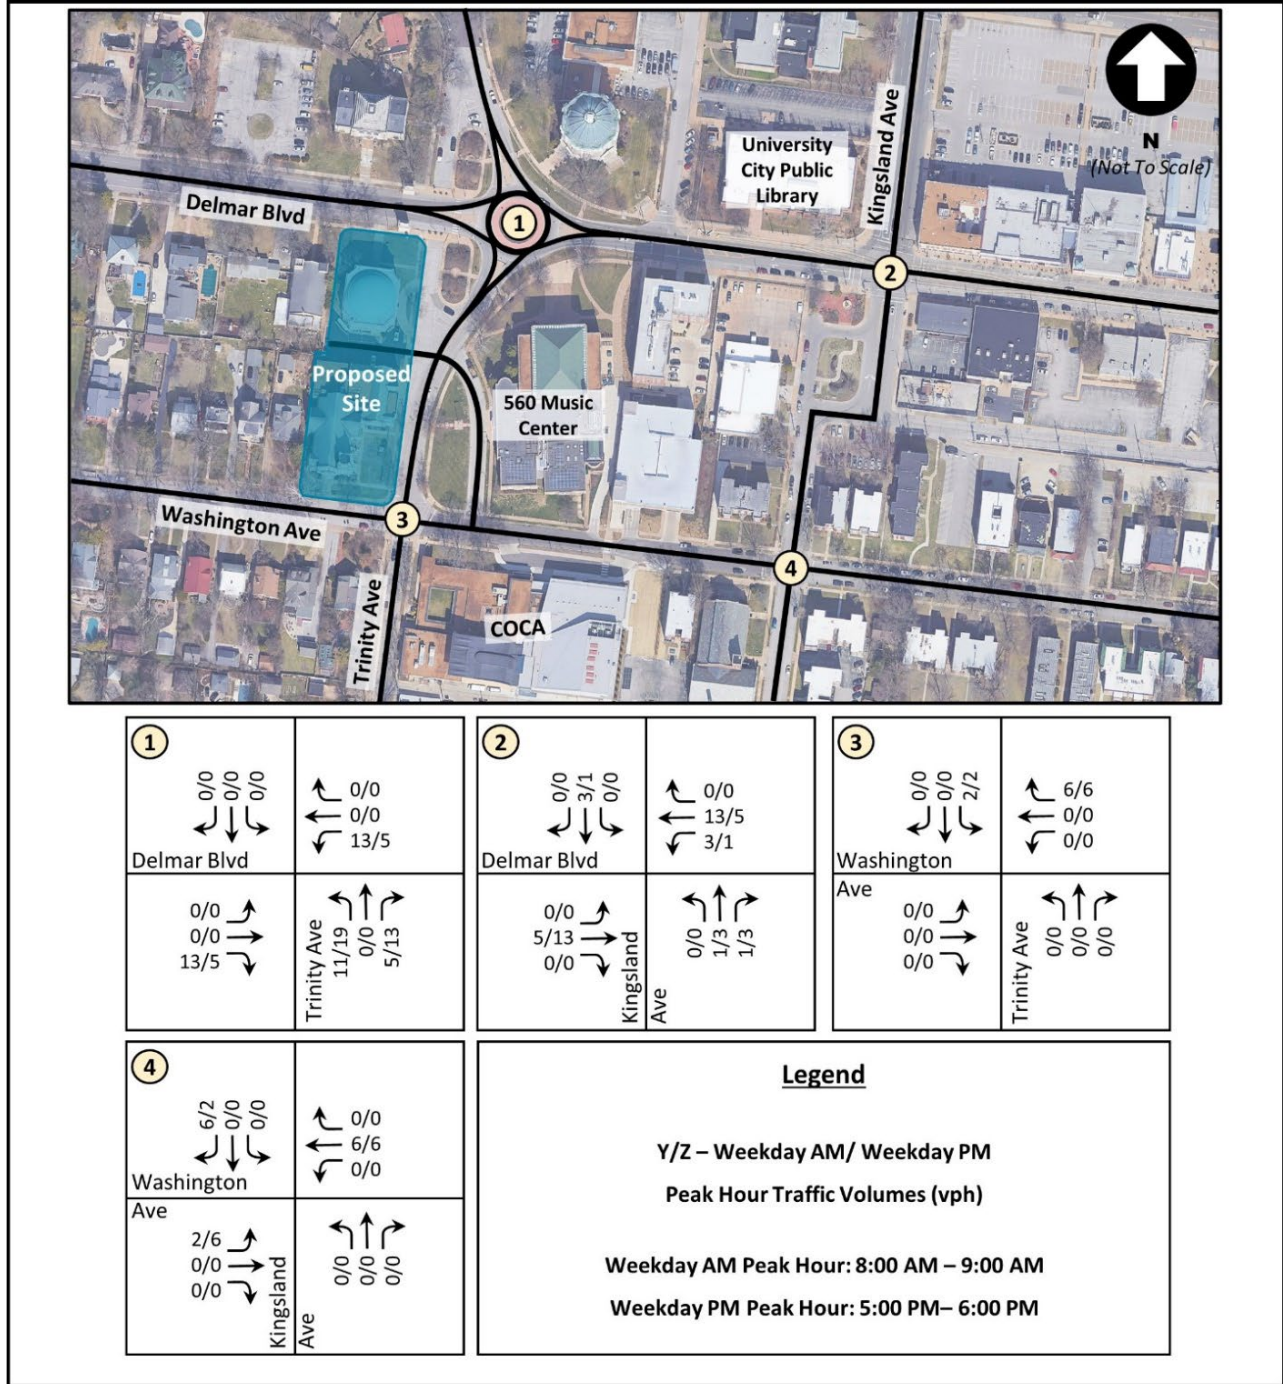 N
(Not To Scale)
Kingsland Ave
University
City Public
Library
Delmar Blvd
1
2
Proposed
Site
560 Music
Center
Washington Ave
3
4
Trinity Ave
COCA
1
0/0
0/0
0/0
0/0
0/0
13/5
Delmar Blvd
0/0
0/0
13/5
Trinity Ave
11/19
0/0
5/13
2
0/0
3/1
0/0
0/0
13/5
3/1
Delmar Blvd
0/0
5/13
0/0
Kingsland
Ave
0/0
1/3
1/3
3
0/0
0/0
2/2
6/6
0/0
0/0
Washington
Ave
0/0
0/0
0/0
Trinity Ave
0/0
0/0
0/0
4
6/2
0/0
0/0
0/0
6/6
0/0
Washington
Ave
2/6
0/0
0/0
Kingsland
Ave
0/0
0/0
0/0
Legend
Y/Z – Weekday AM/ Weekday PM
Peak Hour Traffic Volumes (vph)
Weekday AM Peak Hour: 8:00 AM – 9:00 AM
Weekday PM Peak Hour: 5:00 PM– 6:00 PM